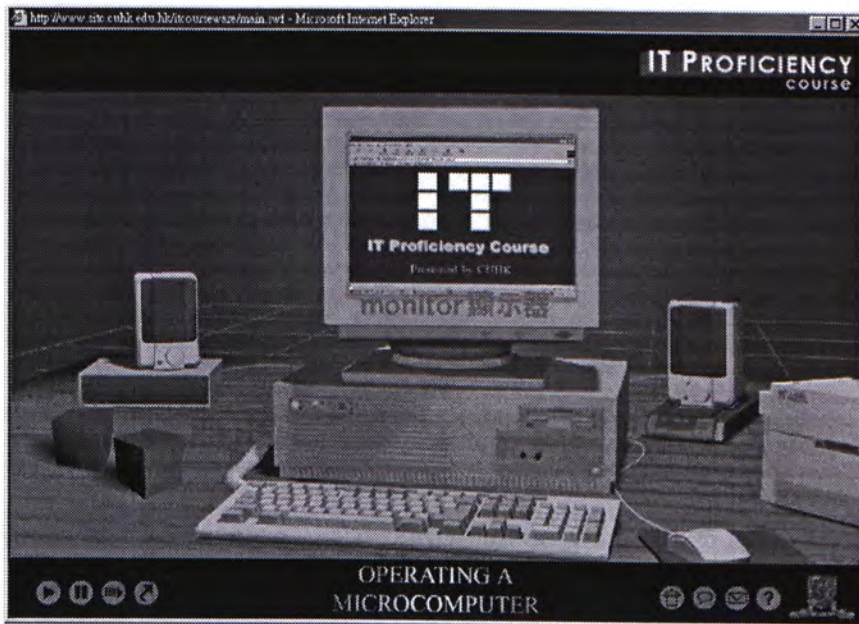 http://www.sitc.cuhk.edu.hk/itcourseware/main.swf - Microsoft Internet Explorer
IT PROFICIENCY
course
IT
IT Proficiency Course
Presented by CUHK
monitor 顯示器
OPERATING A
MICROCOMPUTER
?